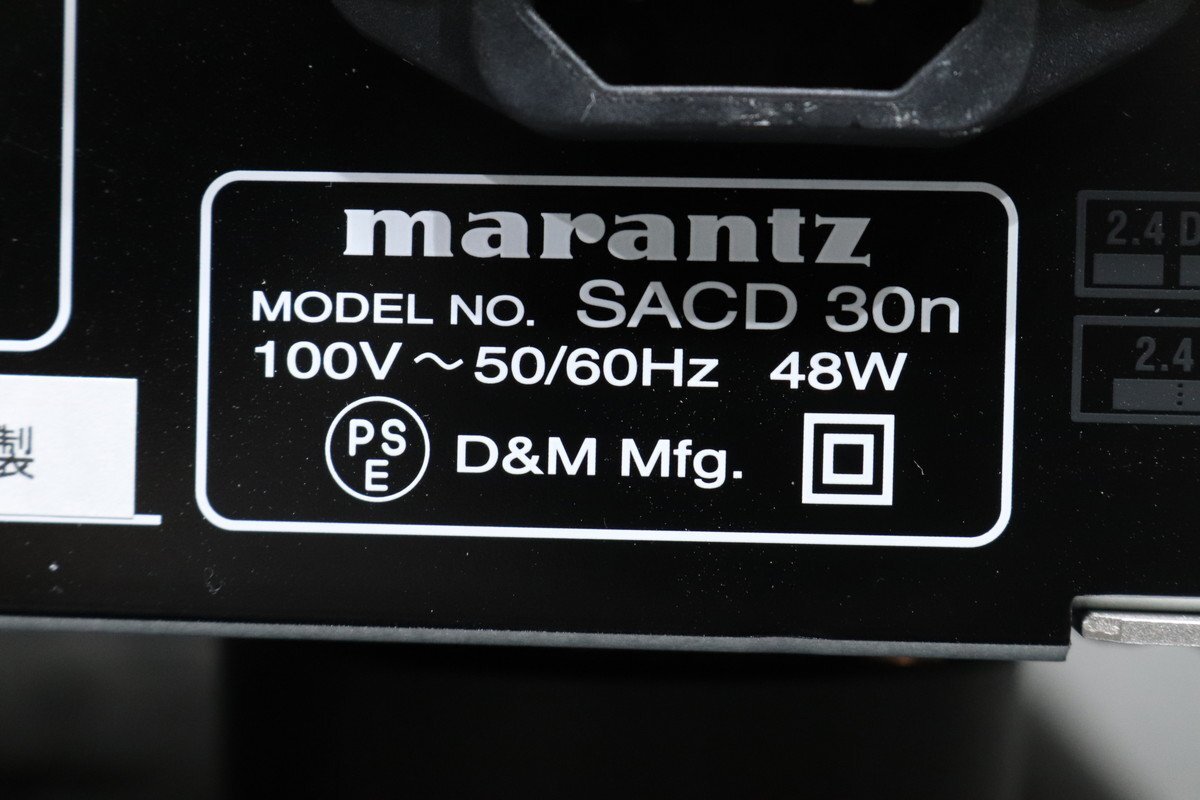 marantz
MODEL NO. SACD 30n
100V～50/60Hz 48W
PSE D&M Mfg.
製
2.4 D
2.4